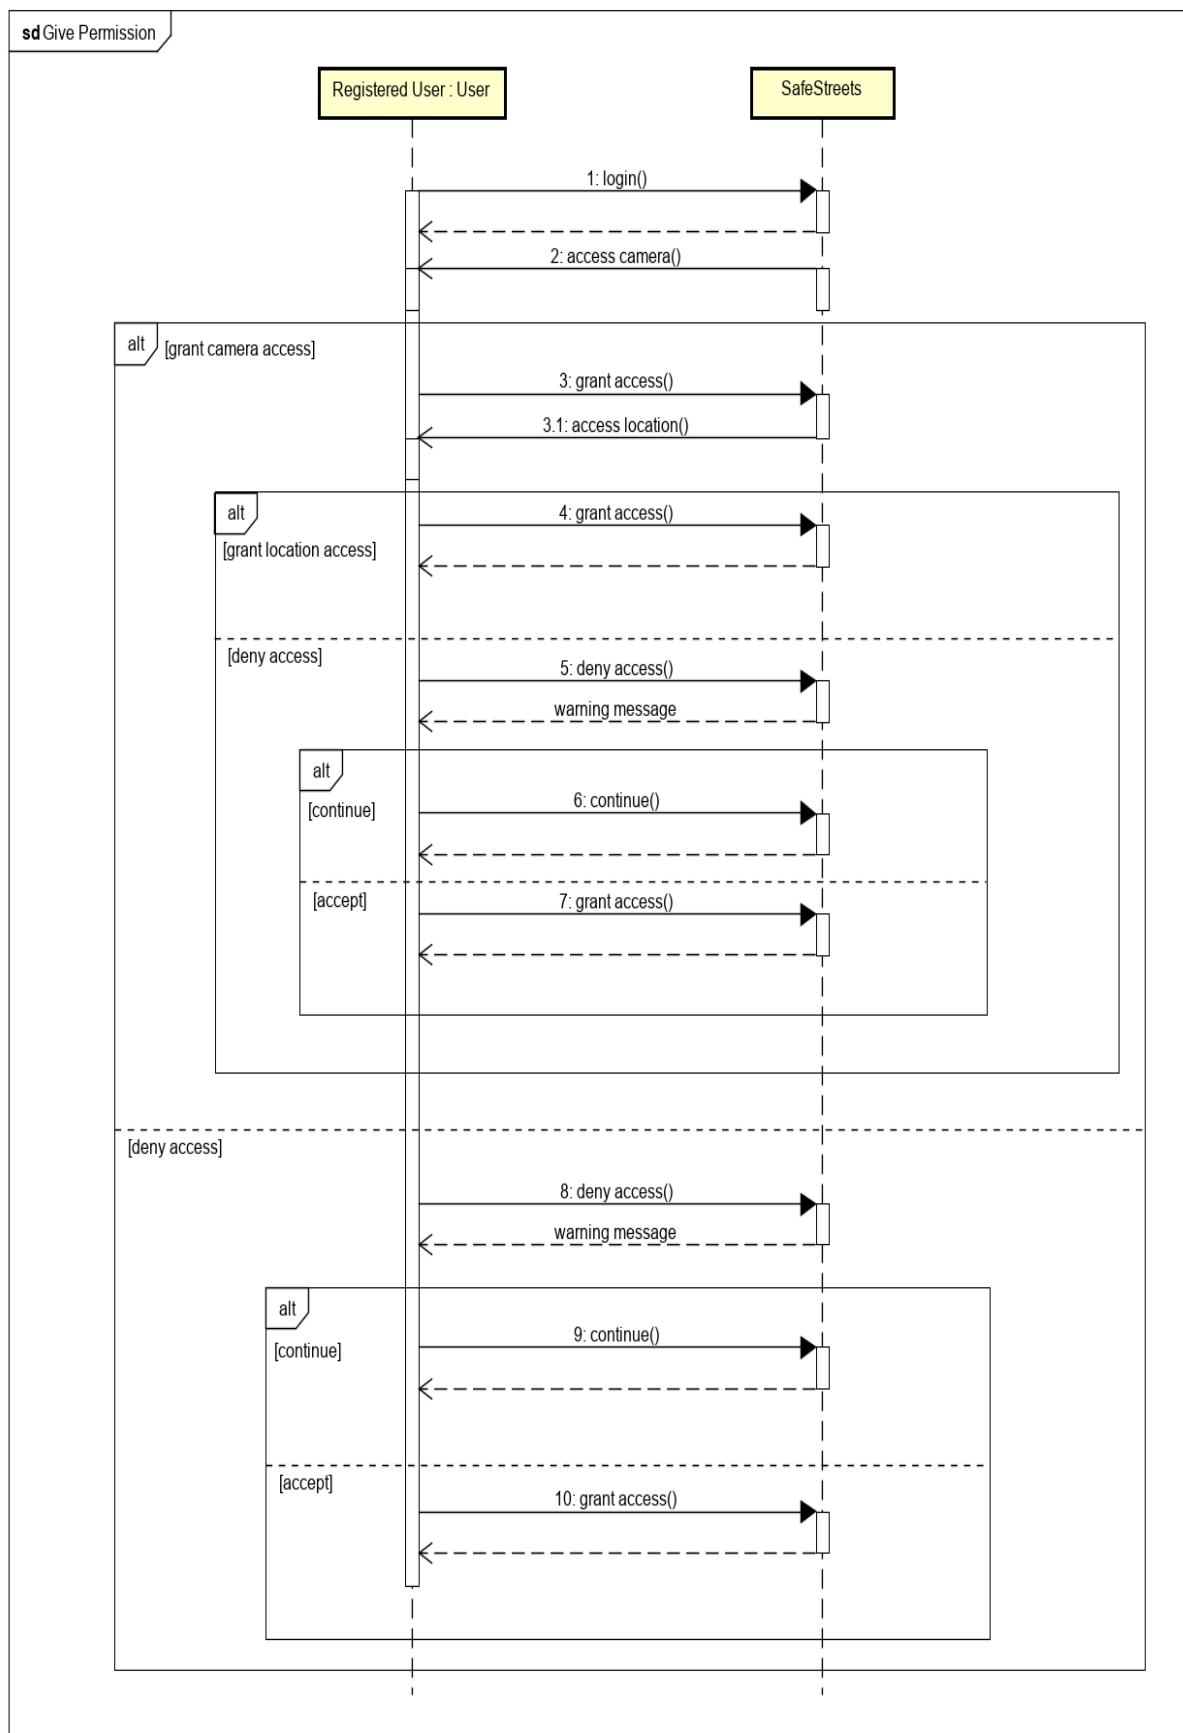 sd Give Permission
Registered User : User
SafeStreets
1: login()
2: access camera()
alt
[grant camera access]
3: grant access()
3.1: access location()
alt
4: grant access()
[grant location access]
[deny access]
5: deny access()
warning message
alt
6: continue()
[continue]
[accept]
7: grant access()
[deny access]
8: deny access()
warning message
alt
9: continue()
[continue]
[accept]
10: grant access()